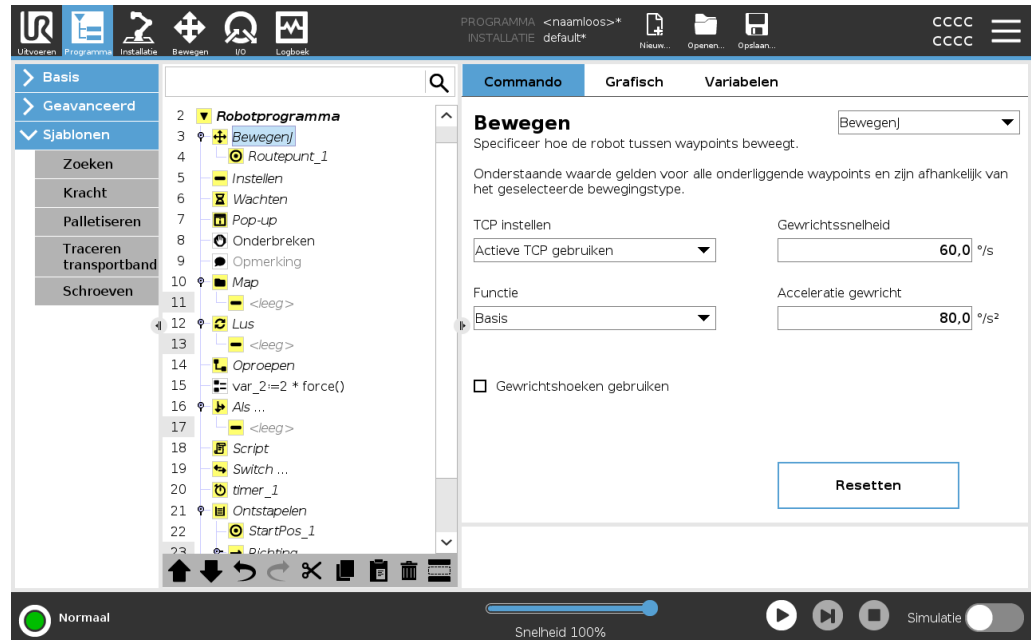 UR
Uitvoeren
Programma
Installatie
Bewegen
I/O
Logboek
PROGRAMMA <naamloos>*
INSTALLATIE default*
Nieuw...
Openen...
Opslaan...
cccc
cccc
Basis
Geavanceerd
Sjablonen
Zoeken
Kracht
Palletiseren
Traceren
transportband
Schroeven
2 Robotprogramma
3 BewegenJ
4 Routepunt_1
5 Instellen
6 Wachten
7 Pop-up
8 Onderbreken
9 Opmerking
10 Map
11 <leeg>
12 Lus
13 <leeg>
14 Oproepen
15 var_2:=2 * force()
16 Als ...
17 <leeg>
18 Script
19 Switch ...
20 timer_1
21 Ontstapelen
22 StartPos_1
23 Richting
Commando
Grafisch
Variabelen
Bewegen
BewegenJ
Specificeer hoe de robot tussen waypoints beweegt.
Onderstaande waarde gelden voor alle onderliggende waypoints en zijn afhankelijk van
het geselecteerde bewegingstype.
TCP instellen
Gewrichtssnelheid
Actieve TCP gebruiken
60,0 °/s
Functie
Acceleratie gewricht
Basis
80,0 °/s²
Gewrichtshoeken gebruiken
Resetten
Normaal
Snelheid 100%
Simulatie